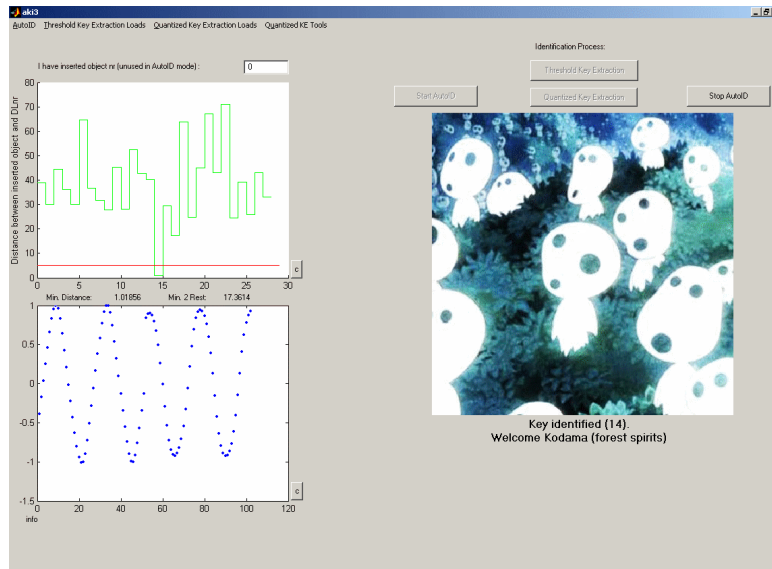 aki3
AutoID Threshold Key Extraction Loads Quantized Key Extraction Loads Quantized KE Tools
Identification Process:
I have inserted object nr (unused in AutoID mode) : 0
Threshold Key Extraction
Start AutoID Quantized Key Extraction Stop AutoID
Distance between inserted object and DLnr
80
70
60
50
40
30
20
10
0
0 5 10 15 20 25 30
c
Min. Distance: 1.01856 Min. 2 Rest: 17.3614
1
0.5
0
-0.5
-1
-1.5
0 20 40 60 80 100 120
c
info
Key identified (14).
Welcome Kodama (forest spirits)